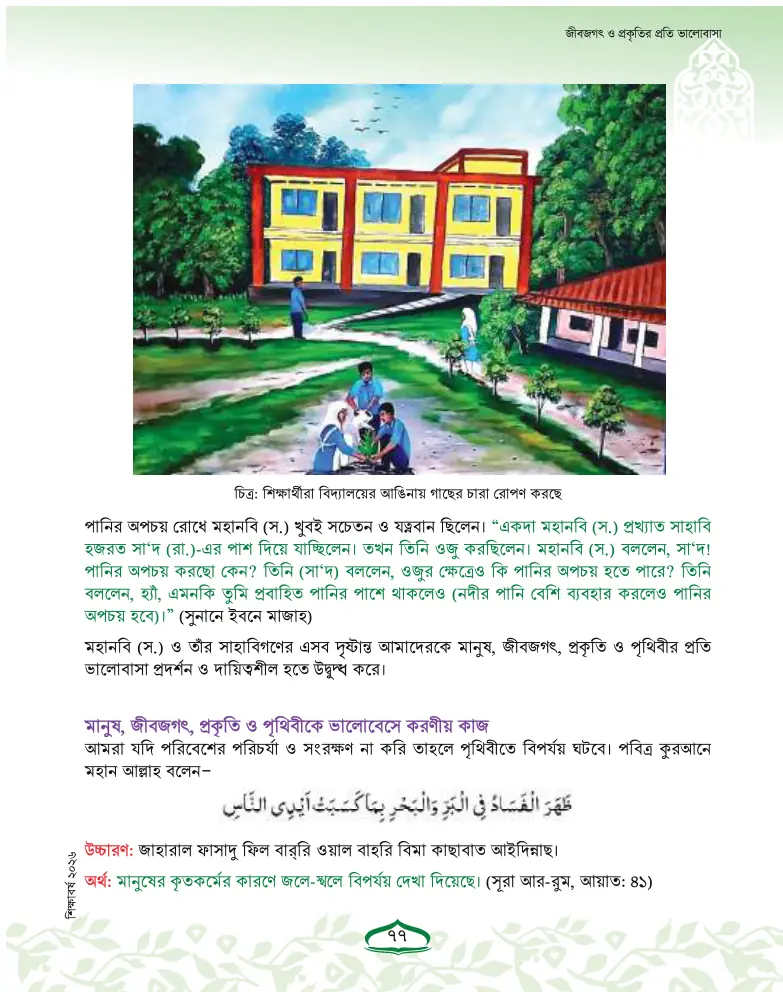 জীবজগৎ ও প্রকৃতির প্রতি ভালোবাসা
চিত্র: শিক্ষার্থীরা বিদ্যালয়ের আঙিনায় গাছের চারা রোপণ করছে
পানির অপচয় রোধে মহানবি (স.) খুবই সচেতন ও যত্নবান ছিলেন। “একদা মহানবি (স.) প্রখ্যাত সাহাবি
হজরত সা‘দ (রা.)-এর পাশ দিয়ে যাচ্ছিলেন। তখন তিনি ওজু করছিলেন। মহানবি (স.) বললেন, সা‘দ!
পানির অপচয় করছো কেন? তিনি (সা‘দ) বললেন, ওজুর ক্ষেত্রেও কি পানির অপচয় হতে পারে? তিনি
বললেন, হ্যাঁ, এমনকি তুমি প্রবাহিত পানির পাশে থাকলেও (নদীর পানি বেশি ব্যবহার করলেও পানির
অপচয় হবে)।” (সুনানে ইবনে মাজাহ)
মহানবি (স.) ও তাঁর সাহাবিগণের এসব দৃষ্টান্ত আমাদেরকে মানুষ, জীবজগৎ, প্রকৃতি ও পৃথিবীর প্রতি
ভালোবাসা প্রদর্শন ও দায়িত্বশীল হতে উদ্বুদ্ধ করে।
মানুষ, জীবজগৎ, প্রকৃতি ও পৃথিবীকে ভালোবেসে করণীয় কাজ
আমরা যদি পরিবেশের পরিচর্যা ও সংরক্ষণ না করি তাহলে পৃথিবীতে বিপর্যয় ঘটবে। পবিত্র কুরআনে
মহান আল্লাহ বলেন–
ظَهَرَ الْفَسَادُ فِي الْبَرِّ وَالْبَحْرِ بِمَا كَسَبَتْ اَيْدِى النَّاسِ
উচ্চারণ: জাহারাল ফাসাদু ফিল বার্‌রি ওয়াল বাহরি বিমা কাছাবাত আইদিন্নাছ।
অর্থ: মানুষের কৃতকর্মের কারণে জলে-স্থলে বিপর্যয় দেখা দিয়েছে। (সূরা আর-রুম, আয়াত: ৪১)
শিক্ষাবর্ষ ২০২৬
৭৭